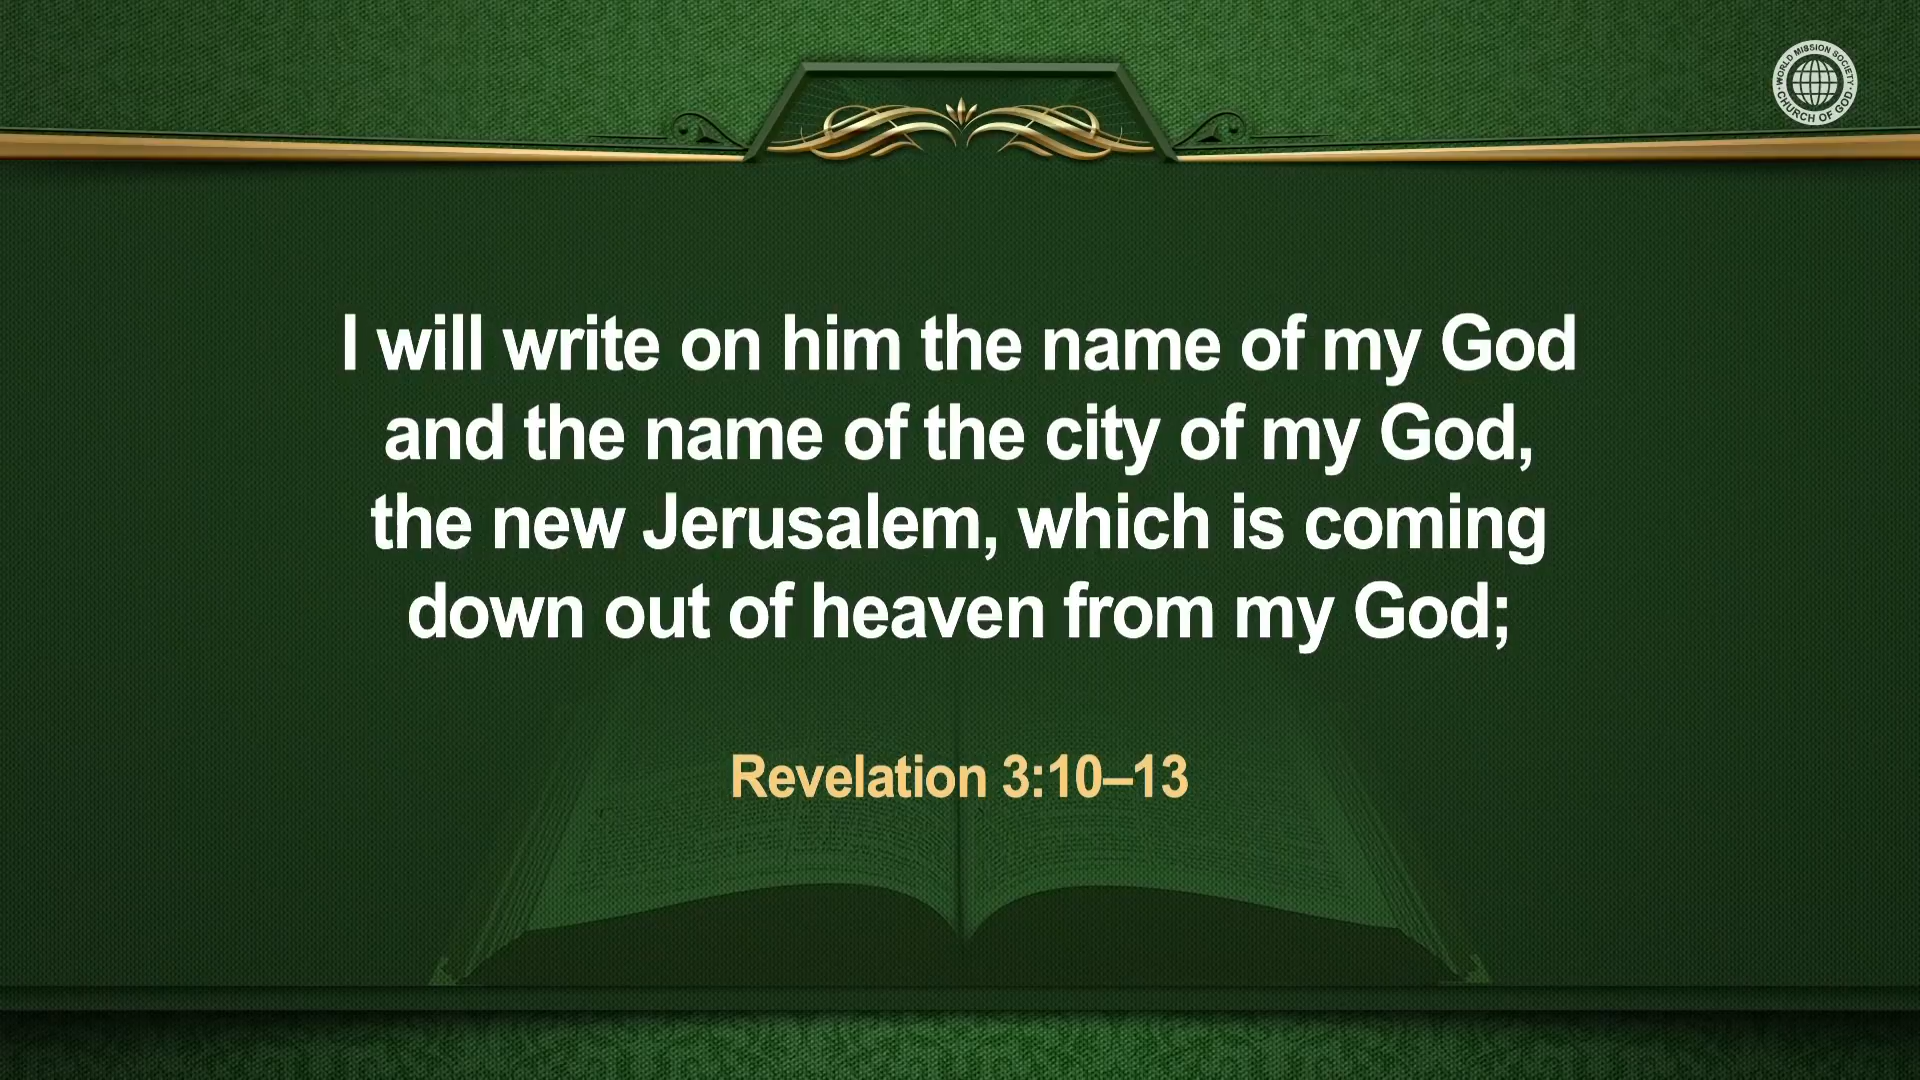 WORLD MISSION SOCIETY
CHURCH OF GOD
I will write on him the name of my God
and the name of the city of my God,
the new Jerusalem, which is coming
down out of heaven from my God;
Revelation 3:10–13